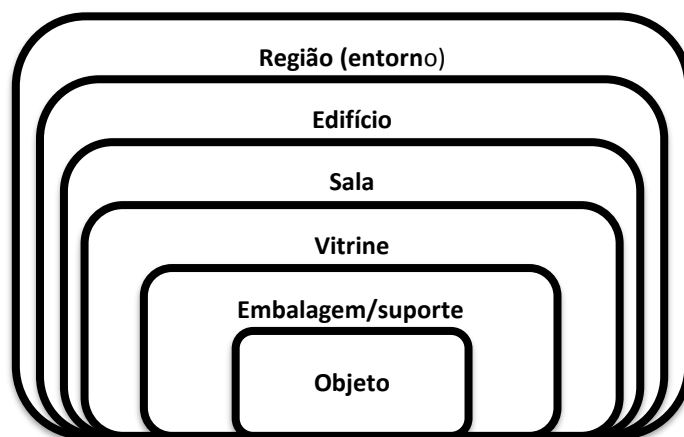 Região (entorno)
Edifício
Sala
Vitrine
Embalagem/suporte
Objeto